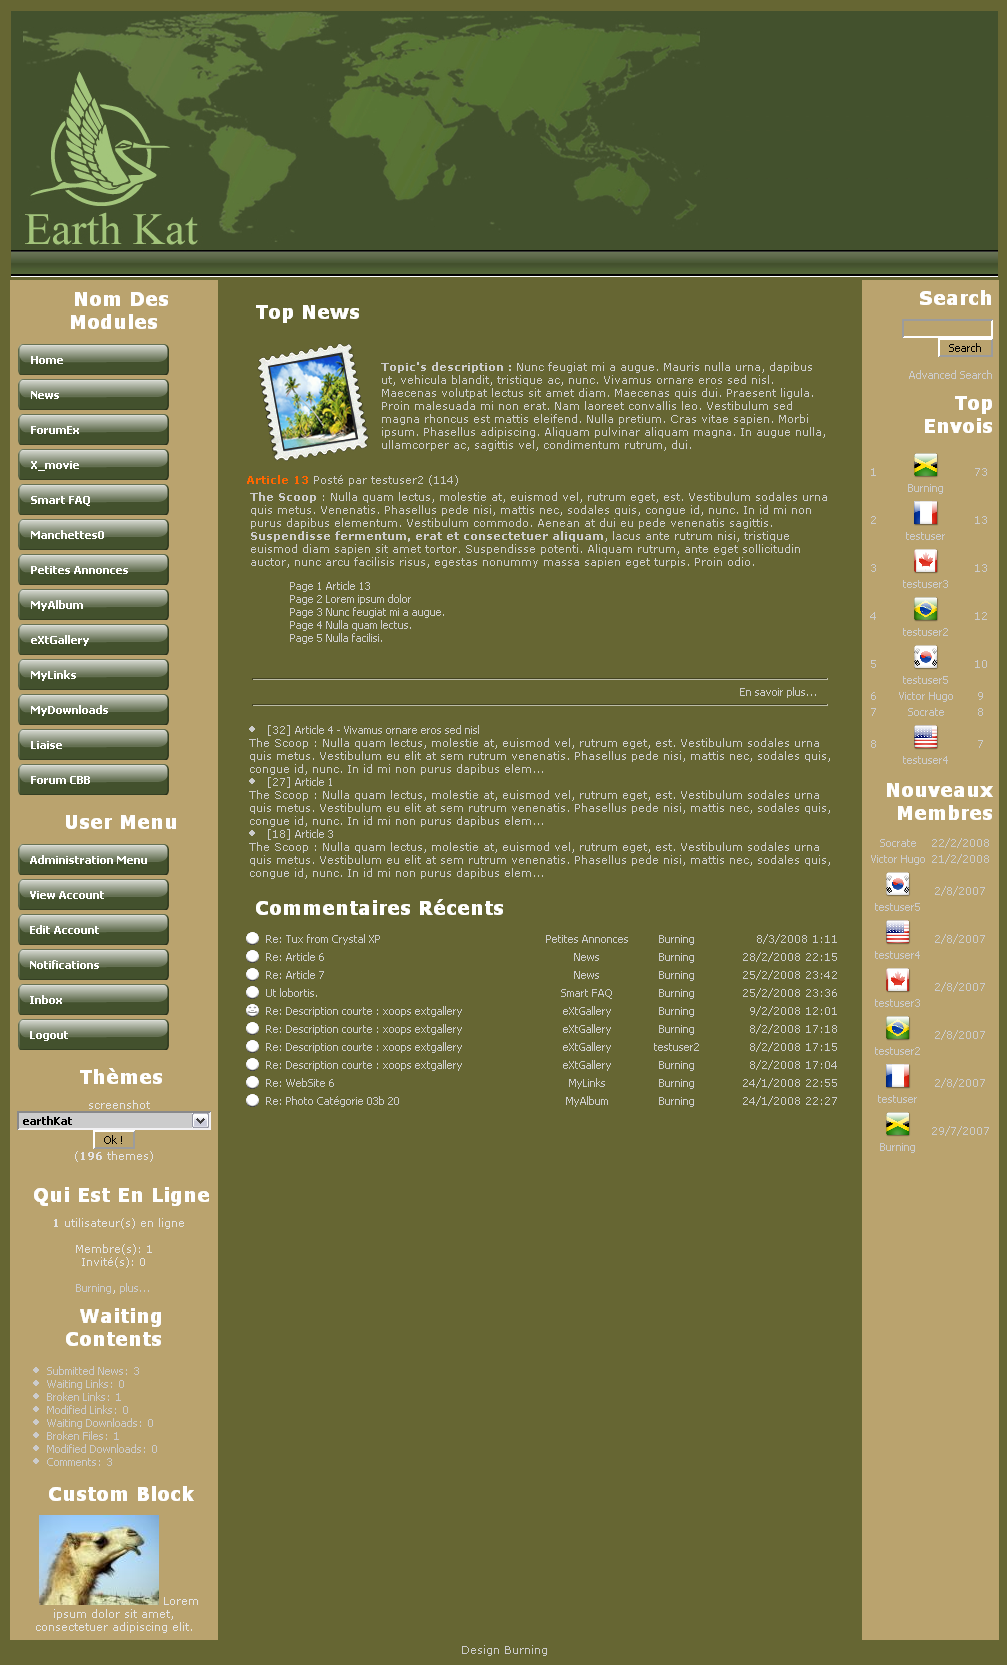 Earth Kat
Nom Des
Modules
Home
News
ForumEx
X_movie
Smart FAQ
Manchettes0
Petites Annonces
MyAlbum
eXtGallery
MyLinks
MyDownloads
Liaise
Forum CBB
User Menu
Administration Menu
View Account
Edit Account
Notifications
Inbox
Logout
Thèmes
screenshot
earthKat
Ok !
(196 themes)
Qui Est En Ligne
1 utilisateur(s) en ligne
Membre(s): 1
Invité(s): 0
Burning, plus...
Waiting
Contents
Submitted News: 3
Waiting Links: 0
Broken Links: 1
Modified Links: 0
Waiting Downloads: 0
Broken Files: 1
Modified Downloads: 0
Comments: 3
Custom Block
Lorem
ipsum dolor sit amet,
consectetuer adipiscing elit.
Top News
Topic's description : Nunc feugiat mi a augue. Mauris nulla urna, dapibus
ut, vehicula blandit, tristique ac, nunc. Vivamus ornare eros sed nisl.
Maecenas volutpat lectus sit amet diam. Maecenas quis dui. Praesent ligula.
Proin malesuada mi non erat. Nam laoreet convallis leo. Vestibulum sed
magna rhoncus est mattis eleifend. Nulla pretium. Cras vitae sapien. Morbi
ipsum. Phasellus adipiscing. Aliquam pulvinar aliquam magna. In augue nulla,
ullamcorper ac, sagittis vel, condimentum rutrum, dui.
Article 13 Posté par testuser2 (114)
The Scoop : Nulla quam lectus, molestie at, euismod vel, rutrum eget, est. Vestibulum sodales urna
quis metus. Venenatis. Phasellus pede nisi, mattis nec, sodales quis, congue id, nunc. In id mi non
purus dapibus elementum. Vestibulum commodo. Aenean at dui eu pede venenatis sagittis.
Suspendisse fermentum, erat et consectetuer aliquam, lacus ante rutrum nisi, tristique
euismod diam sapien sit amet tortor. Suspendisse potenti. Aliquam rutrum, ante eget sollicitudin
auctor, nunc arcu facilisis risus, egestas nonummy massa sapien eget turpis. Proin odio.
Page 1 Article 13
Page 2 Lorem ipsum dolor
Page 3 Nunc feugiat mi a augue.
Page 4 Nulla quam lectus.
Page 5 Nulla facilisi.
En savoir plus...
[32] Article 4 - Vivamus ornare eros sed nisl
The Scoop : Nulla quam lectus, molestie at, euismod vel, rutrum eget, est. Vestibulum sodales urna
quis metus. Vestibulum eu elit at sem rutrum venenatis. Phasellus pede nisi, mattis nec, sodales quis,
congue id, nunc. In id mi non purus dapibus elem...
[27] Article 1
The Scoop : Nulla quam lectus, molestie at, euismod vel, rutrum eget, est. Vestibulum sodales urna
quis metus. Vestibulum eu elit at sem rutrum venenatis. Phasellus pede nisi, mattis nec, sodales quis,
congue id, nunc. In id mi non purus dapibus elem...
[18] Article 3
The Scoop : Nulla quam lectus, molestie at, euismod vel, rutrum eget, est. Vestibulum sodales urna
quis metus. Vestibulum eu elit at sem rutrum venenatis. Phasellus pede nisi, mattis nec, sodales quis,
congue id, nunc. In id mi non purus dapibus elem...
Commentaires Récents
Re: Tux from Crystal XP Petites Annonces Burning 8/3/2008 1:11
Re: Article 6 News Burning 28/2/2008 22:15
Re: Article 7 News Burning 25/2/2008 23:42
Ut lobortis. Smart FAQ Burning 25/2/2008 23:36
Re: Description courte : xoops extgallery eXtGallery Burning 9/2/2008 12:01
Re: Description courte : xoops extgallery eXtGallery Burning 8/2/2008 17:18
Re: Description courte : xoops extgallery eXtGallery testuser2 8/2/2008 17:15
Re: Description courte : xoops extgallery eXtGallery Burning 8/2/2008 17:04
Re: WebSite 6 MyLinks Burning 24/1/2008 22:55
Re: Photo Catégorie 03b 20 MyAlbum Burning 24/1/2008 22:27
Search
Search
Advanced Search
Top
Envois
1 73
Burning
2 13
testuser
3 13
testuser3
4 12
testuser2
5 10
testuser5
6 Victor Hugo 9
7 Socrate 8
8 7
testuser4
Nouveaux
Membres
Socrate 22/2/2008
Victor Hugo 21/2/2008
2/8/2007
testuser5
2/8/2007
testuser4
2/8/2007
testuser3
2/8/2007
testuser2
2/8/2007
testuser
29/7/2007
Burning
Design Burning